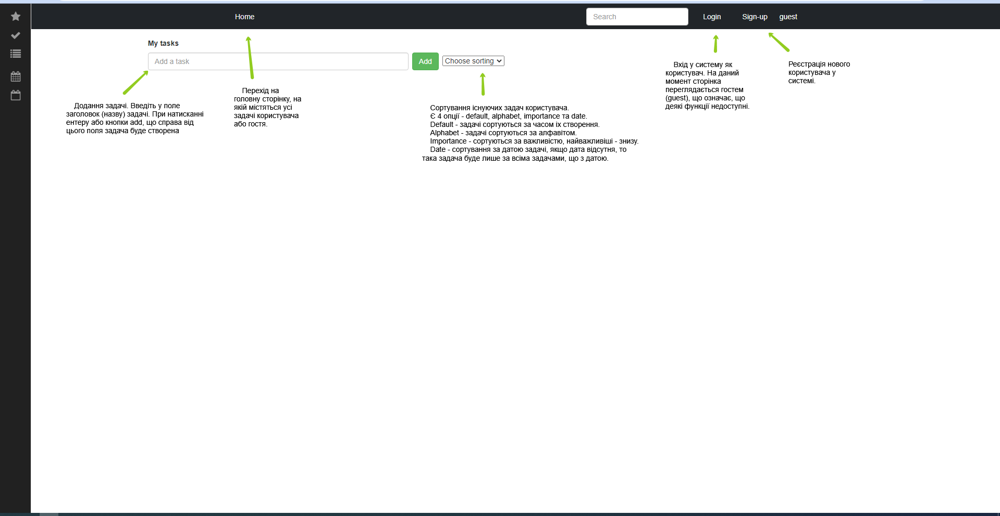 Home
Search
Login
Sign-up
guest
My tasks
Add a task
Add
Choose sorting
Додання задачі. Введіть у поле
заголовок (назву) задачі. При натисканні
ентеру або кнопки add, що справа від
цього поля задача буде створена
Перехід на
головну сторінку, на
якій містяться усі
задачі користувача
або гостя.
Сортування існуючих задач користувача.
Є 4 опції - default, alphabet, importance та date.
Default - задачі сортуються за часом їх створення.
Alphabet - задачі сортуються за алфавітом.
Importance - сортуються за важливістю, найважливіші - знизу.
Date - сортування за датою задачі, якщо дата відсутня, то
така задача буде лише за всіма задачами, що з датою.
Вхід у систему як
користувач. На даний
момент сторінка
переглядається гостем
(guest), що означає, що
деякі функції недоступні.
Реєстрація нового
користувача у
системі.